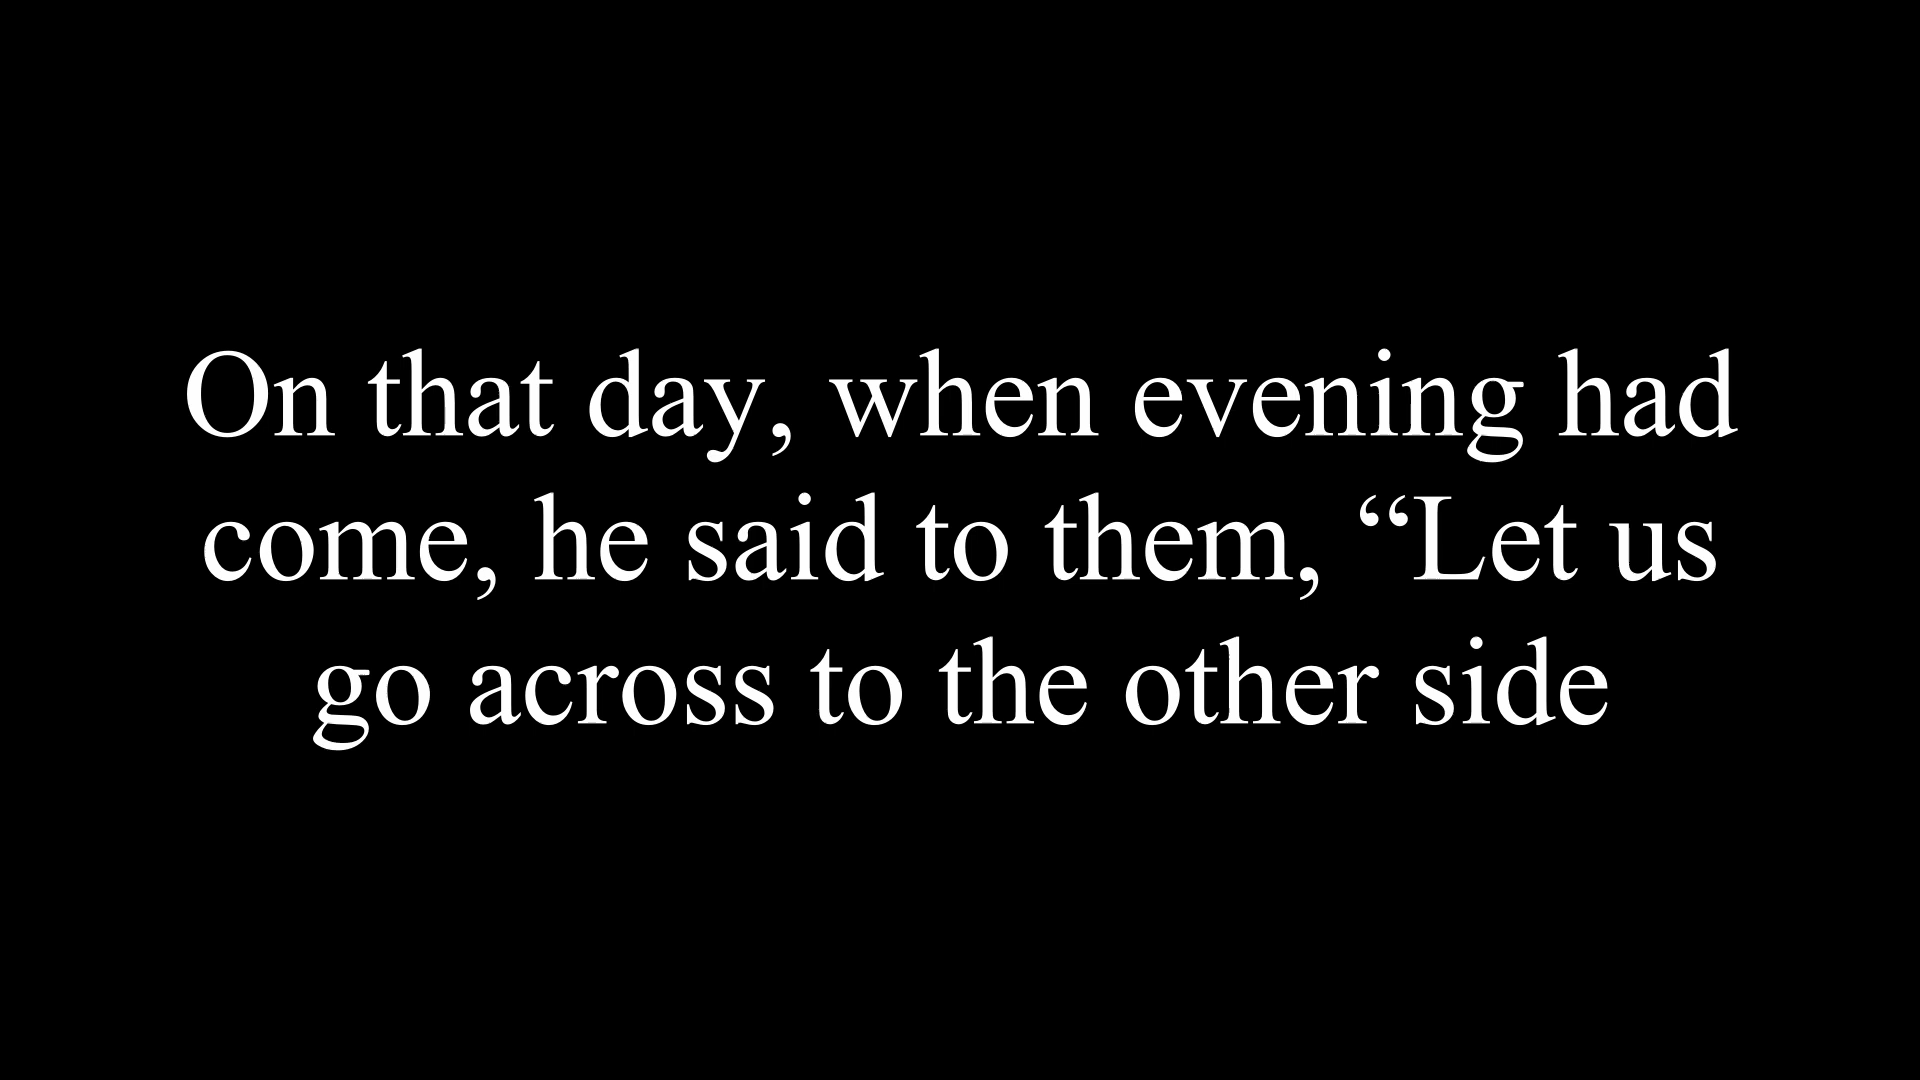 On that day, when evening had
come, he said to them, “Let us
go across to the other side